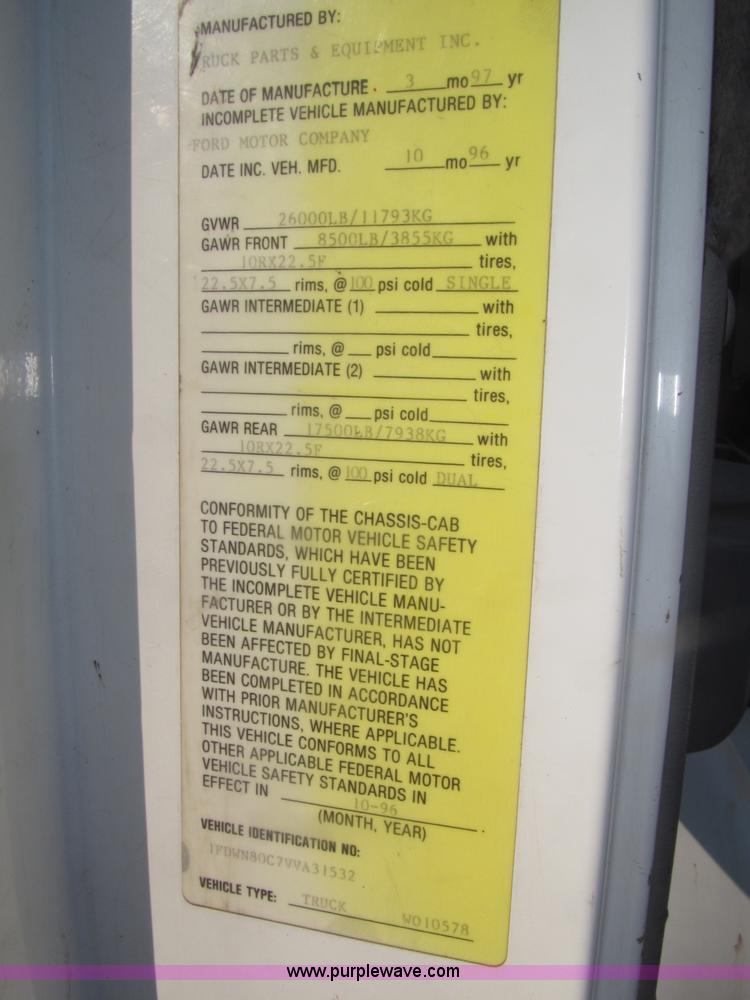 MANUFACTURED BY:
TRUCK PARTS & EQUIPMENT INC.
DATE OF MANUFACTURE 3 mo 97 yr
INCOMPLETE VEHICLE MANUFACTURED BY:
FORD MOTOR COMPANY
DATE INC. VEH. MFD. 10 mo 96 yr
GVWR 26000LB/11793KG
GAWR FRONT 8500LB/3855KG with
10RX22.5F tires,
22.5X7.5 rims, @ 100 psi cold SINGLE
GAWR INTERMEDIATE (1) with
tires,
rims, @ psi cold
GAWR INTERMEDIATE (2) with
tires,
rims, @ psi cold
GAWR REAR 17500LB/7938KG with
10RX22.5F tires,
22.5X7.5 rims, @ 100 psi cold DUAL
CONFORMITY OF THE CHASSIS-CAB
TO FEDERAL MOTOR VEHICLE SAFETY
STANDARDS, WHICH HAVE BEEN
PREVIOUSLY FULLY CERTIFIED BY
THE INCOMPLETE VEHICLE MANU-
FACTURER OR BY THE INTERMEDIATE
VEHICLE MANUFACTURER, HAS NOT
BEEN AFFECTED BY FINAL-STAGE
MANUFACTURE. THE VEHICLE HAS
BEEN COMPLETED IN ACCORDANCE
WITH PRIOR MANUFACTURER'S
INSTRUCTIONS, WHERE APPLICABLE.
THIS VEHICLE CONFORMS TO ALL
OTHER APPLICABLE FEDERAL MOTOR
VEHICLE SAFETY STANDARDS IN
EFFECT IN 10-96
(MONTH, YEAR)
VEHICLE IDENTIFICATION NO:
1FDWN80C7VVA31532
VEHICLE TYPE: TRUCK
WO10578
www.purplewave.com